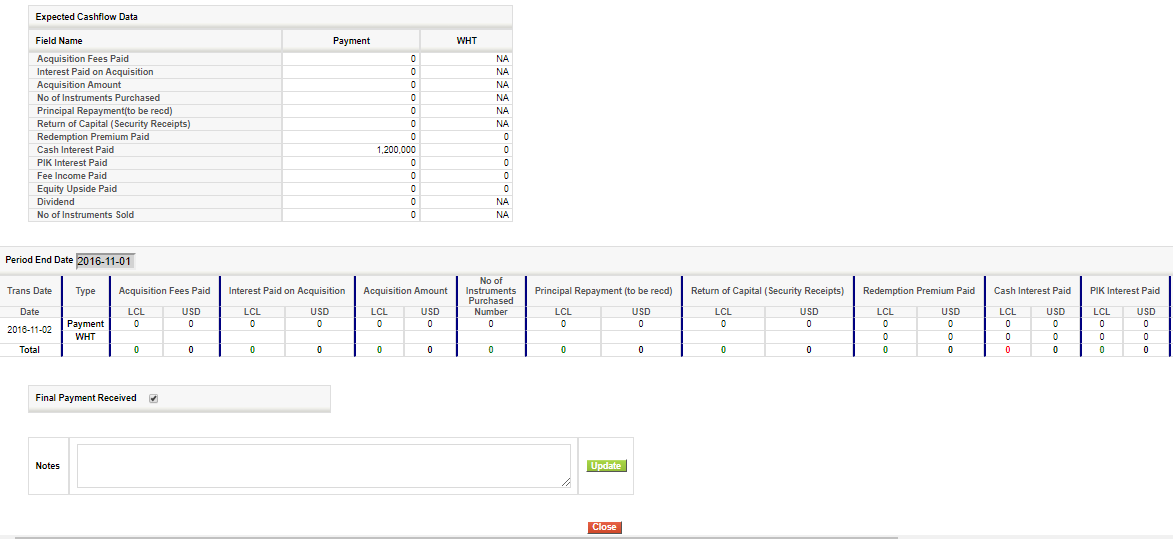 Expected Cashflow Data
Field Name Payment WHT
Acquisition Fees Paid 0 NA
Interest Paid on Acquisition 0 NA
Acquisition Amount 0 NA
No of Instruments Purchased 0 NA
Principal Repayment(to be recd) 0 NA
Return of Capital (Security Receipts) 0 NA
Redemption Premium Paid 0 0
Cash Interest Paid 1,200,000 0
PIK Interest Paid 0 0
Fee Income Paid 0 0
Equity Upside Paid 0 0
Dividend 0 NA
No of Instruments Sold 0 NA
Period End Date 2016-11-01
Trans Date Type Acquisition Fees Paid Interest Paid on Acquisition Acquisition Amount No of Instruments Purchased Principal Repayment (to be recd) Return of Capital (Security Receipts) Redemption Premium Paid Cash Interest Paid PIK Interest Paid
Date LCL USD LCL USD LCL USD Number LCL USD LCL USD LCL USD LCL USD LCL USD
2016-11-02 Payment 0 0 0 0 0 0 0 0 0 0 0 0 0 0 0 0 0
WHT 0 0 0 0 0 0
Total 0 0 0 0 0 0 0 0 0 0 0 0 0 0 0 0 0
Final Payment Received
Notes Update
Close